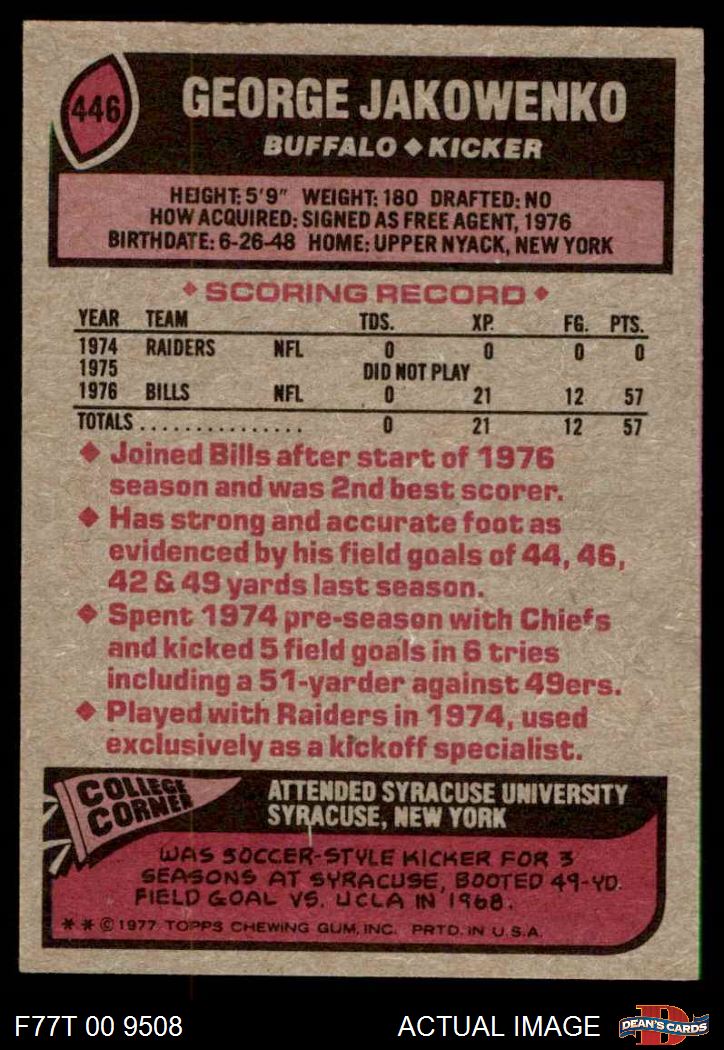 446
GEORGE JAKOWENKO
BUFFALO ◆ KICKER
HEIGHT: 5'9" WEIGHT: 180 DRAFTED: NO
HOW ACQUIRED: SIGNED AS FREE AGENT, 1976
BIRTHDATE: 6-26-48 HOME: UPPER NYACK, NEW YORK
◆ SCORING RECORD ◆
YEAR TEAM TDS. XP. FG. PTS.
1974 RAIDERS NFL 0 0 0 0
1975 DID NOT PLAY
1976 BILLS NFL 0 21 12 57
TOTALS ............... 0 21 12 57
◆ Joined Bills after start of 1976
season and was 2nd best scorer.
◆ Has strong and accurate foot as
evidenced by his field goals of 44, 46,
42 & 49 yards last season.
◆ Spent 1974 pre-season with Chiefs
and kicked 5 field goals in 6 tries
including a 51-yarder against 49ers.
◆ Played with Raiders in 1974, used
exclusively as a kickoff specialist.
COLLEGE
CORNER
ATTENDED SYRACUSE UNIVERSITY
SYRACUSE, NEW YORK
WAS SOCCER-STYLE KICKER FOR 3
SEASONS AT SYRACUSE, BOOTED 49-YD.
FIELD GOAL VS. UCLA IN 1968.
* * © 1977 TOPPS CHEWING GUM, INC. PRTD. IN U.S.A.
F77T 00 9508 ACTUAL IMAGE
D
DEAN'S CARDS